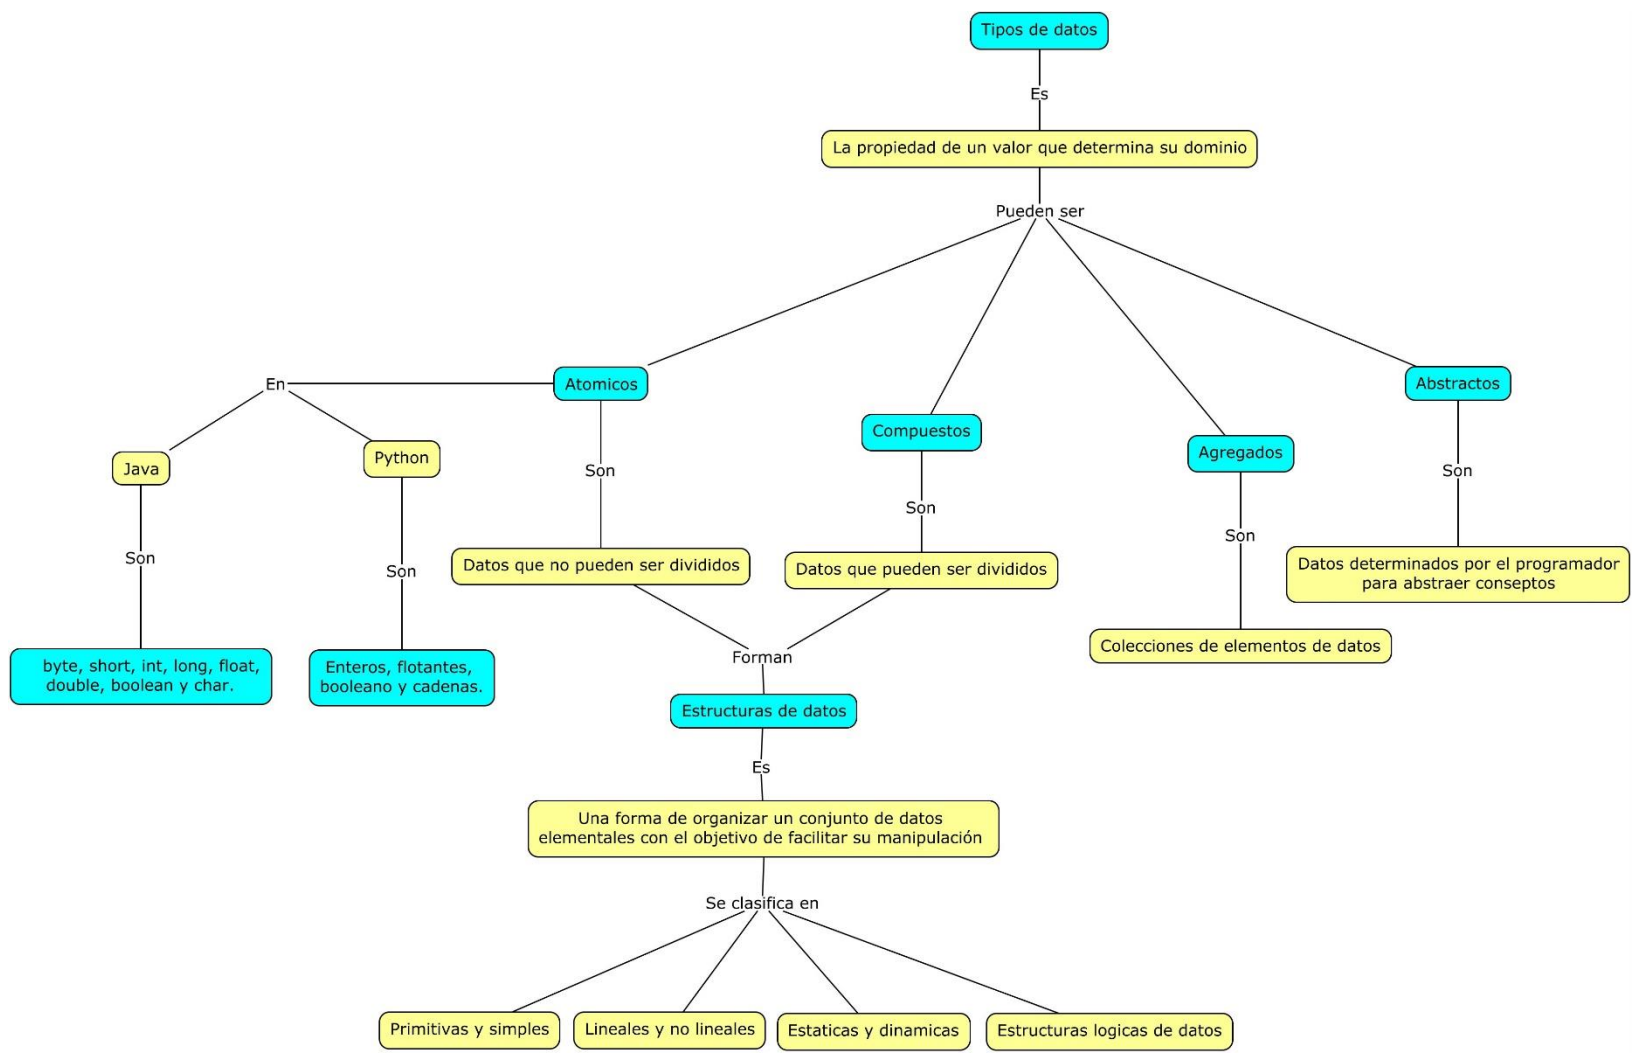 Tipos de datos
Es
La propiedad de un valor que determina su dominio
Pueden ser
En
Atomicos
Abstractos
Compuestos
Agregados
Java
Python
Son
Son
Son
Son
Son
Son
Datos que no pueden ser divididos
Datos que pueden ser divididos
Datos determinados por el programador
para abstraer conseptos
Colecciones de elementos de datos
byte, short, int, long, float,
double, boolean y char.
Enteros, flotantes,
booleano y cadenas.
Forman
Estructuras de datos
Es
Una forma de organizar un conjunto de datos
elementales con el objetivo de facilitar su manipulación
Se clasifica en
Primitivas y simples
Lineales y no lineales
Estaticas y dinamicas
Estructuras logicas de datos